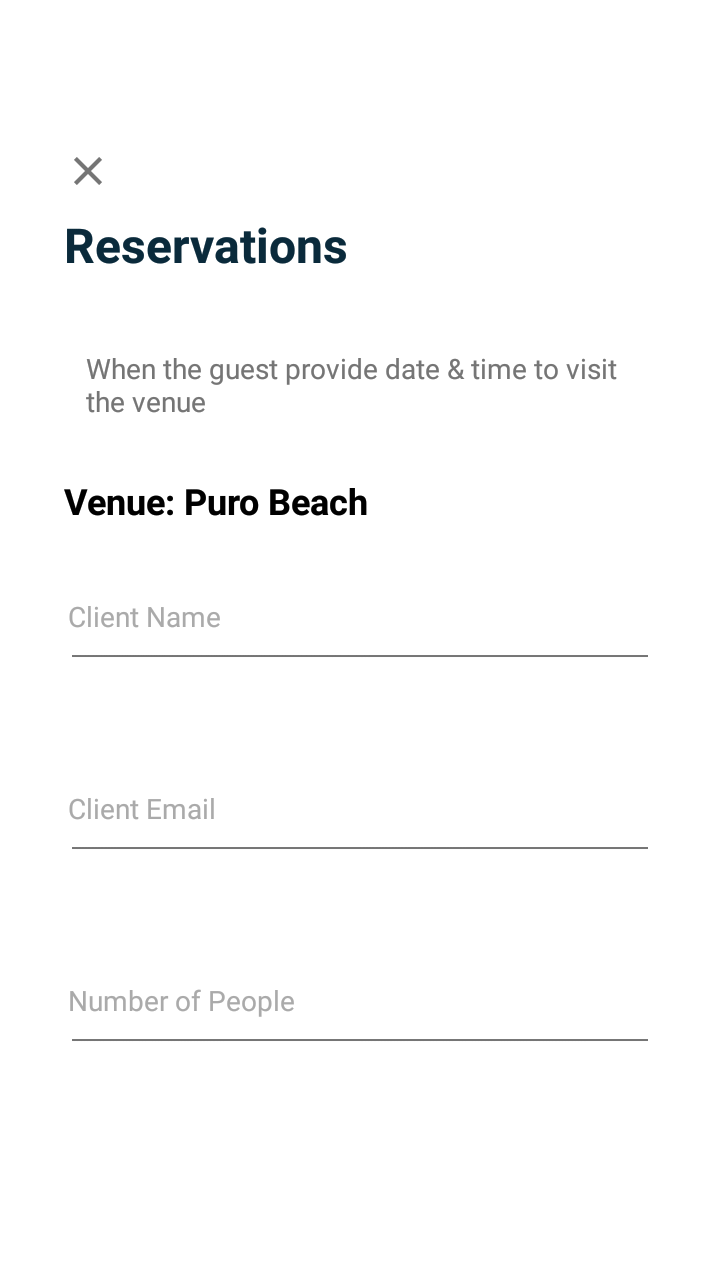 Reservations
When the guest provide date & time to visit
the venue
Venue: Puro Beach
Client Name
Client Email
Number of People